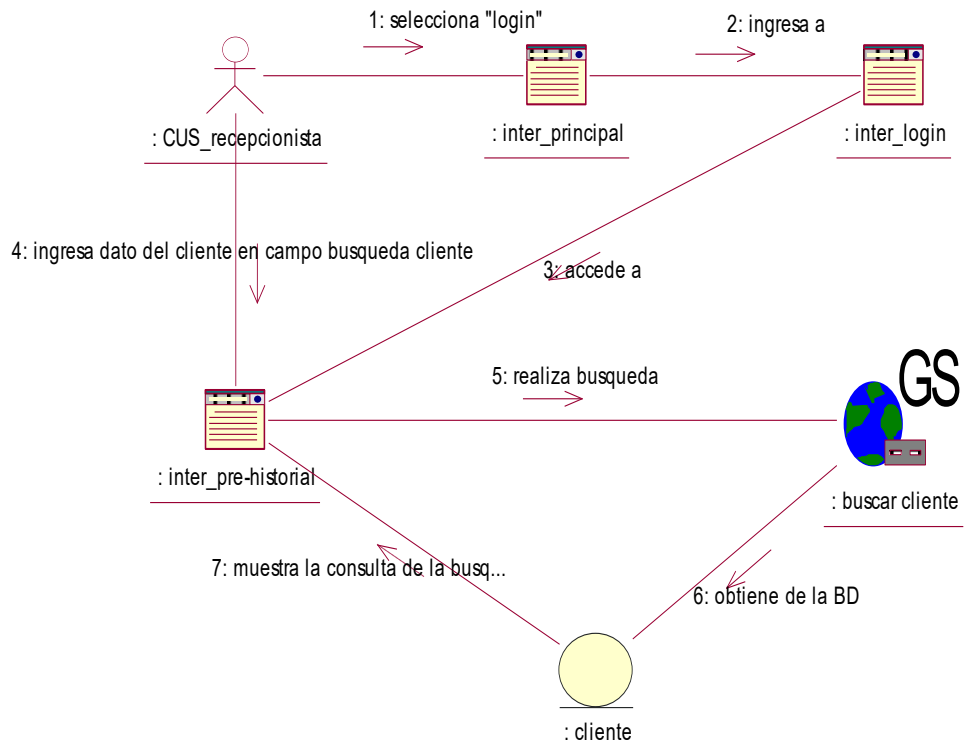 1: selecciona "login"
2: ingresa a
: CUS_recepcionista
: inter_principal
: inter_login
4: ingresa dato del cliente en campo busqueda cliente
3: accede a
5: realiza busqueda
GS
: inter_pre-historial
: buscar cliente
7: muestra la consulta de la busq...
6: obtiene de la BD
: cliente